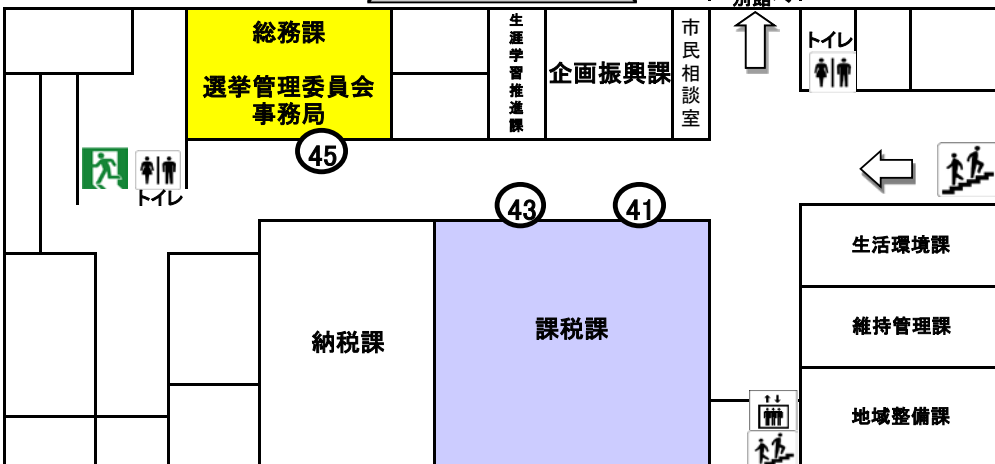 別館へ
総務課
選挙管理委員会
事務局
生涯学習推進課
企画振興課
市民相談室
トイレ
45
トイレ
43
41
生活環境課
維持管理課
地域整備課
納税課
課税課